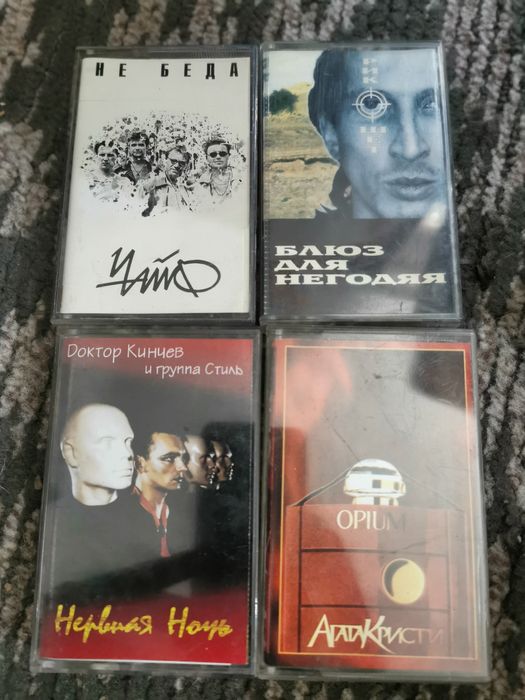 НЕ БЕДА
ЧАЙФ
БЛЮЗ
ДЛЯ
НЕГОДЯЯ
Доктор Кинчев
и группа Стиль
Нервная Ночь
OPIUM
АгатаКристи